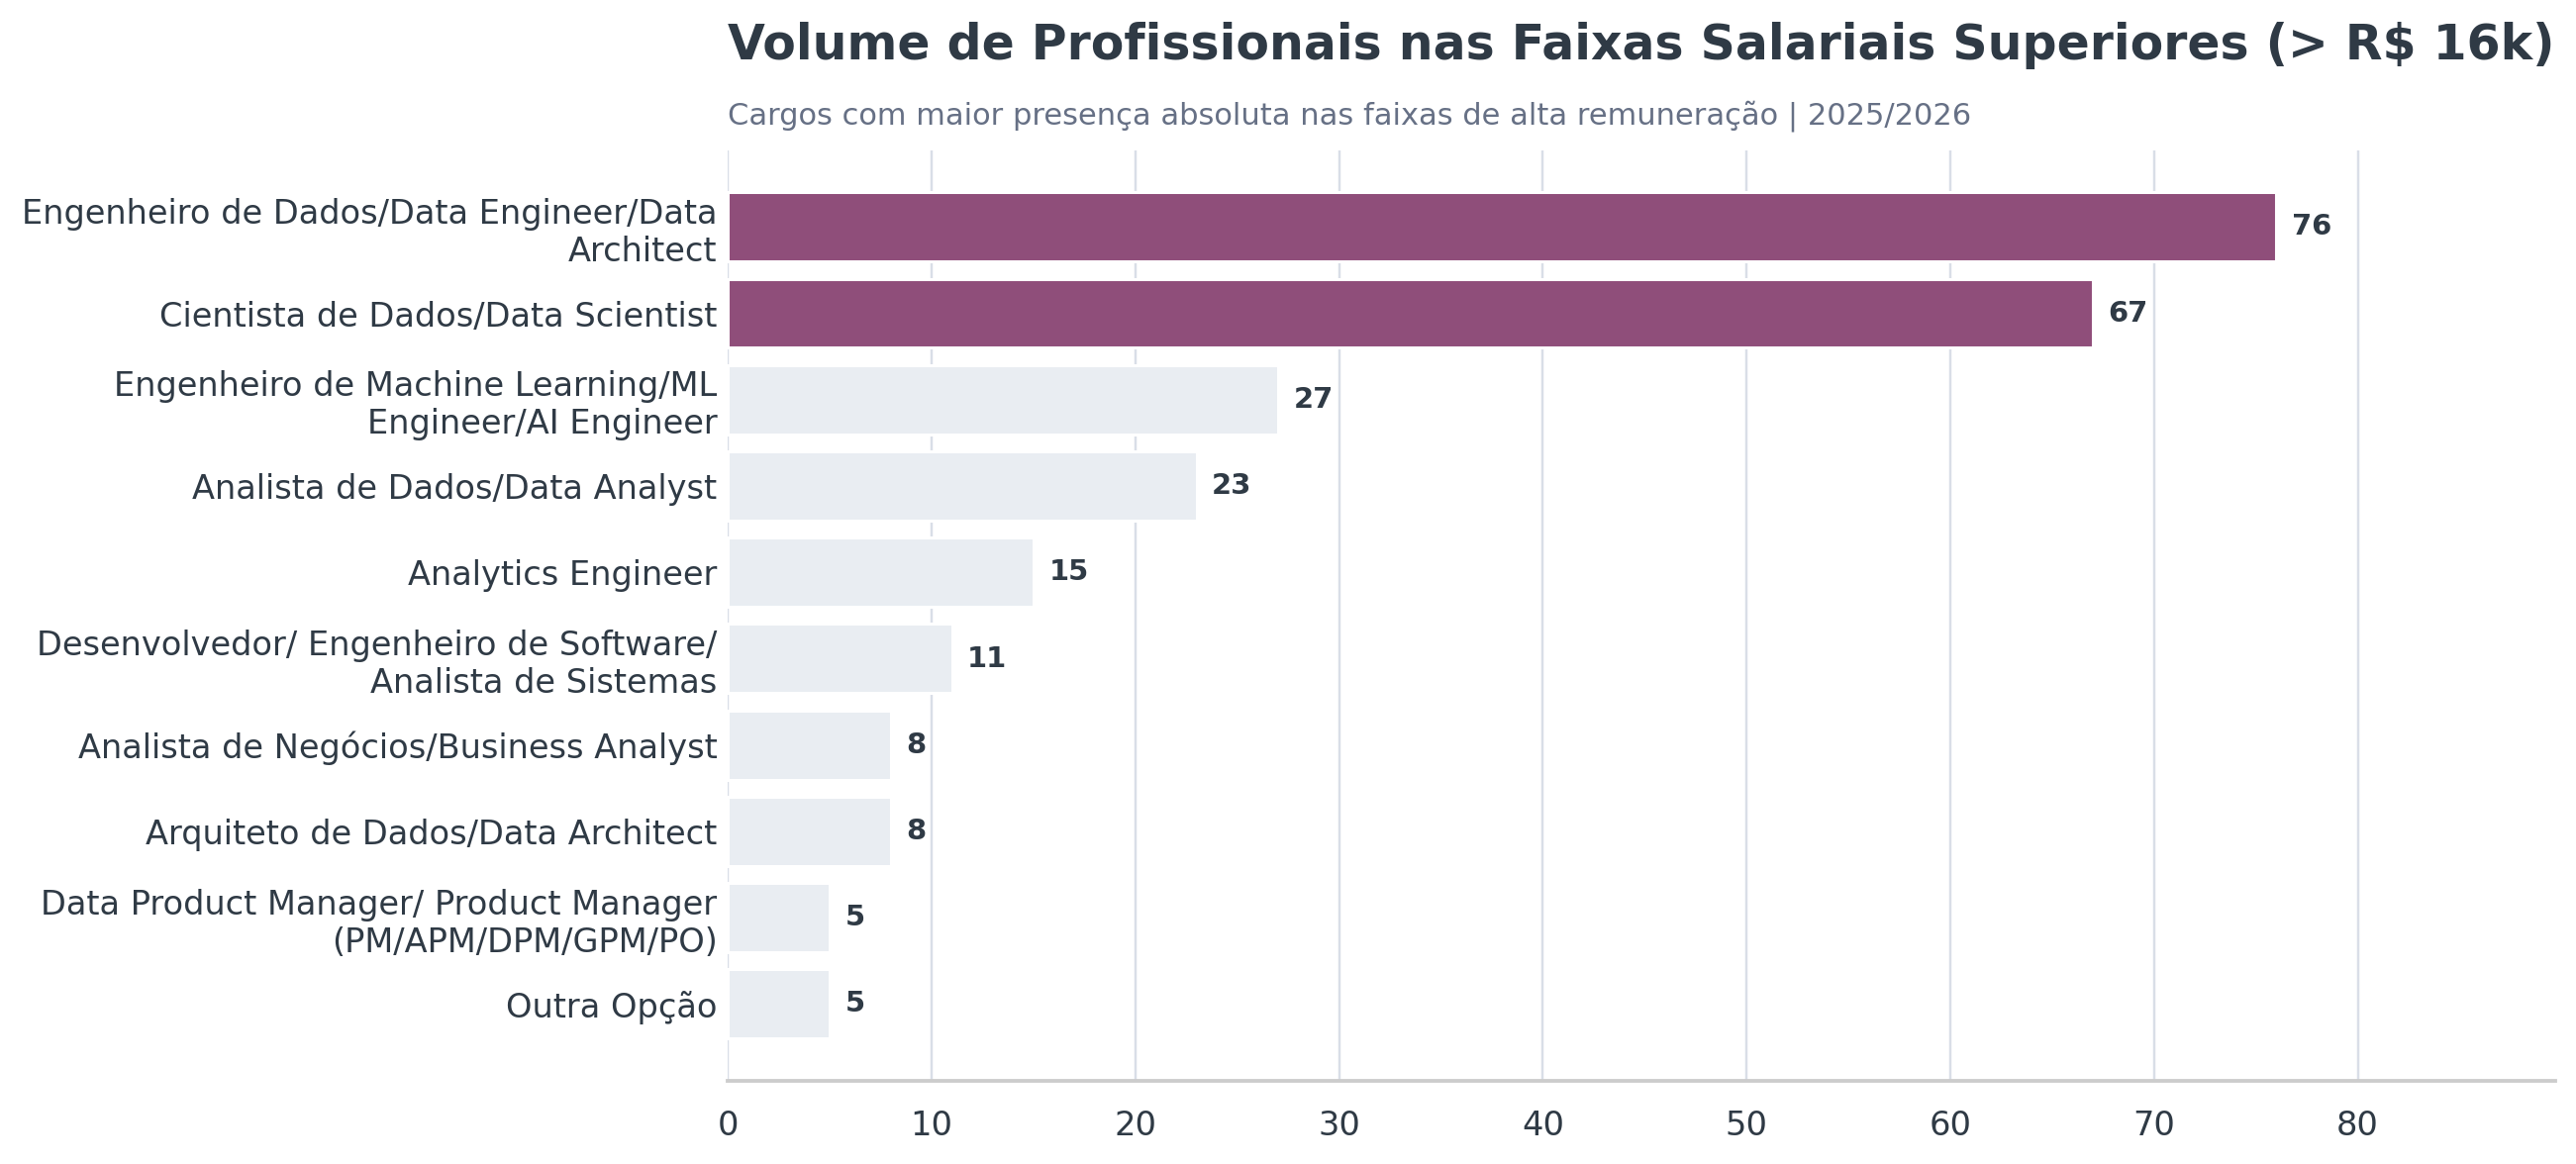 Volume de Profissionais nas Faixas Salariais Superiores (> R$ 16k)
Cargos com maior presença absoluta nas faixas de alta remuneração | 2025/2026
Engenheiro de Dados/Data Engineer/Data
Architect
76
Cientista de Dados/Data Scientist
67
Engenheiro de Machine Learning/ML
Engineer/AI Engineer
27
Analista de Dados/Data Analyst
23
Analytics Engineer
15
Desenvolvedor/ Engenheiro de Software/
Analista de Sistemas
11
Analista de Negócios/Business Analyst
8
Arquiteto de Dados/Data Architect
8
Data Product Manager/ Product Manager
(PM/APM/DPM/GPM/PO)
5
Outra Opção
5
0 10 20 30 40 50 60 70 80